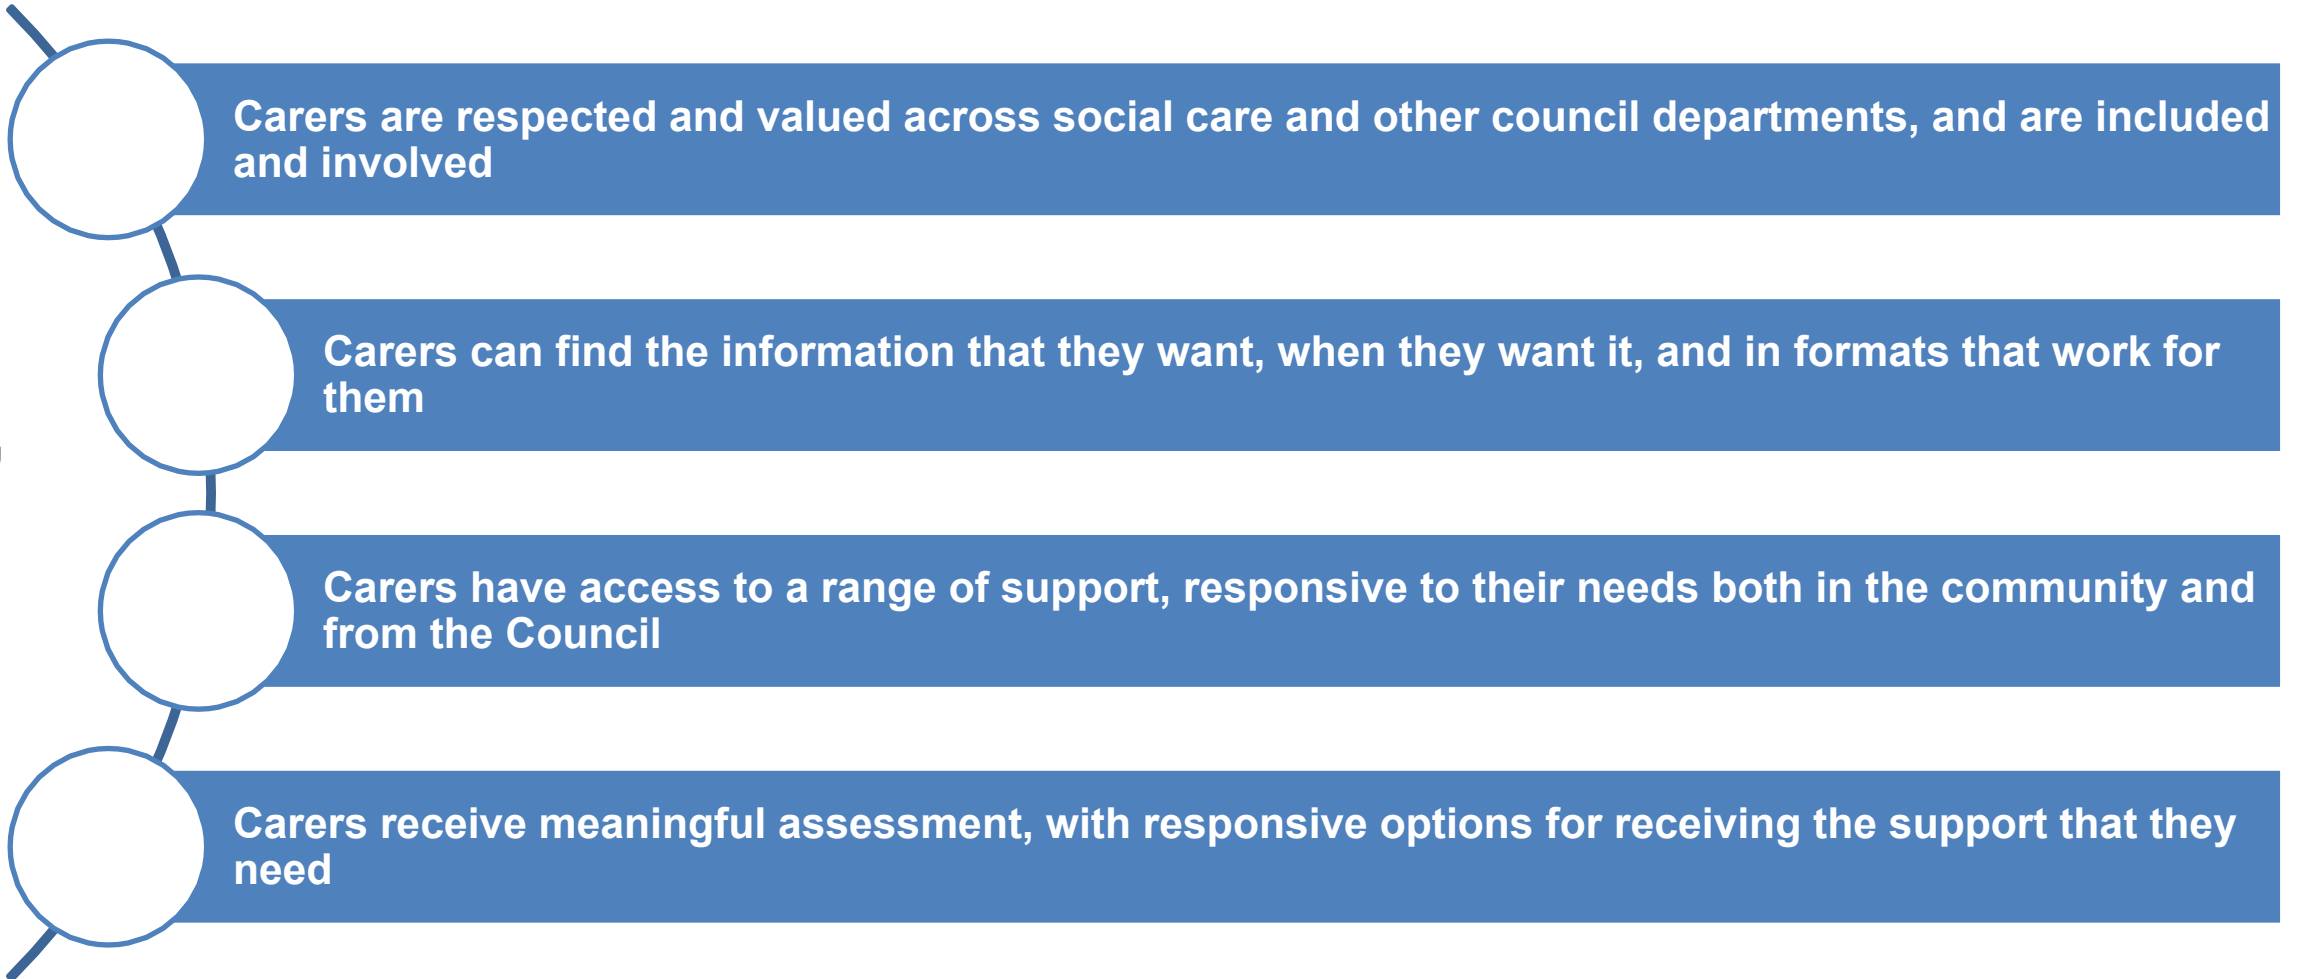 Carers are respected and valued across social care and other council departments, and are included
and involved
Carers can find the information that they want, when they want it, and in formats that work for
them
Carers have access to a range of support, responsive to their needs both in the community and
from the Council
Carers receive meaningful assessment, with responsive options for receiving the support that they
need